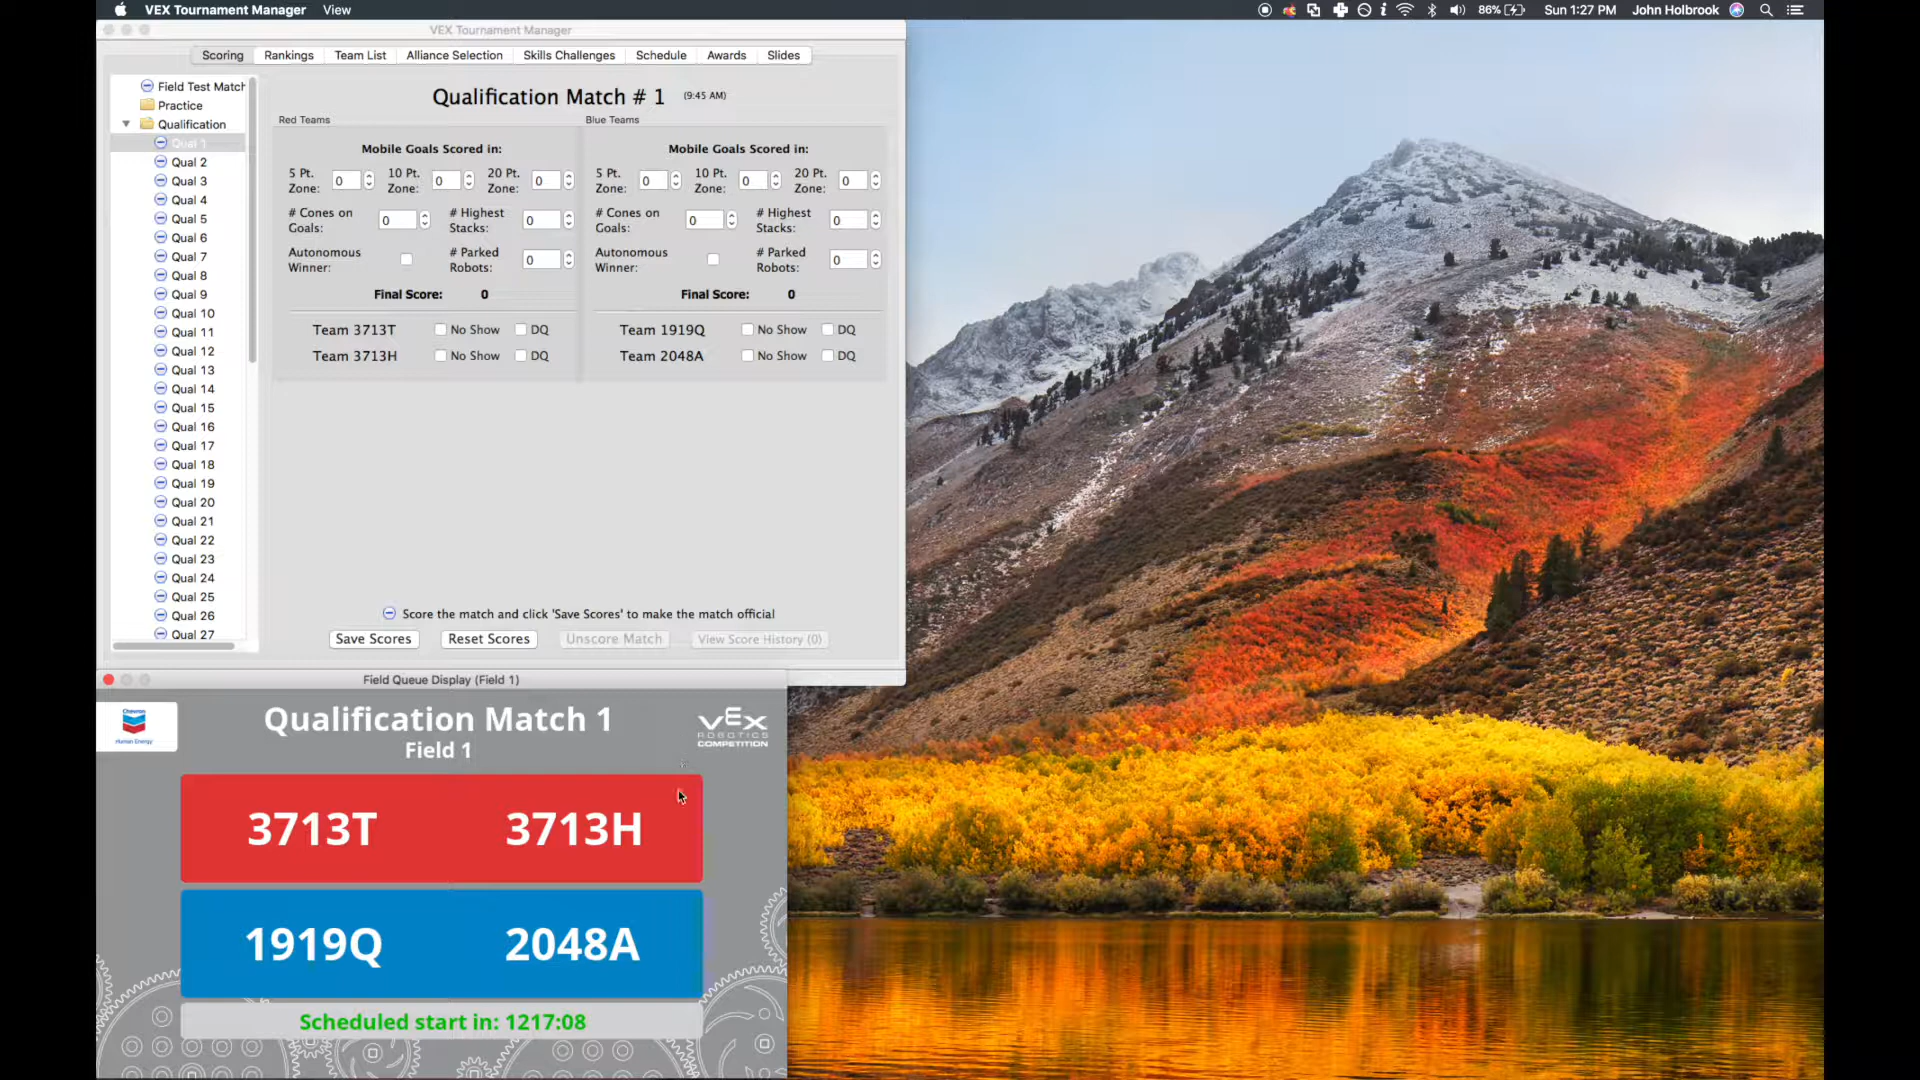 VEX Tournament Manager View
86% Sun 1:27 PM John Holbrook
VEX Tournament Manager
Scoring Rankings Team List Alliance Selection Skills Challenges Schedule Awards Slides
Field Test Match
Practice
Qualification
Qual 1
Qual 2
Qual 3
Qual 4
Qual 5
Qual 6
Qual 7
Qual 8
Qual 9
Qual 10
Qual 11
Qual 12
Qual 13
Qual 14
Qual 15
Qual 16
Qual 17
Qual 18
Qual 19
Qual 20
Qual 21
Qual 22
Qual 23
Qual 24
Qual 25
Qual 26
Qual 27
Qualification Match # 1 (9:45 AM)
Red Teams
Mobile Goals Scored in:
5 Pt. Zone: 0 10 Pt. Zone: 0 20 Pt. Zone: 0
# Cones on Goals: 0 # Highest Stacks: 0
Autonomous Winner: # Parked Robots: 0
Final Score: 0
Team 3713T No Show DQ
Team 3713H No Show DQ
Blue Teams
Mobile Goals Scored in:
5 Pt. Zone: 0 10 Pt. Zone: 0 20 Pt. Zone: 0
# Cones on Goals: 0 # Highest Stacks: 0
Autonomous Winner: # Parked Robots: 0
Final Score: 0
Team 1919Q No Show DQ
Team 2048A No Show DQ
Score the match and click 'Save Scores' to make the match official
Save Scores Reset Scores Unscore Match View Score History (0)
Field Queue Display (Field 1)
Chevron
Human Energy
Qualification Match 1
Field 1
VEX
ROBOTICS
COMPETITION
3713T 3713H
1919Q 2048A
Scheduled start in: 1217:08